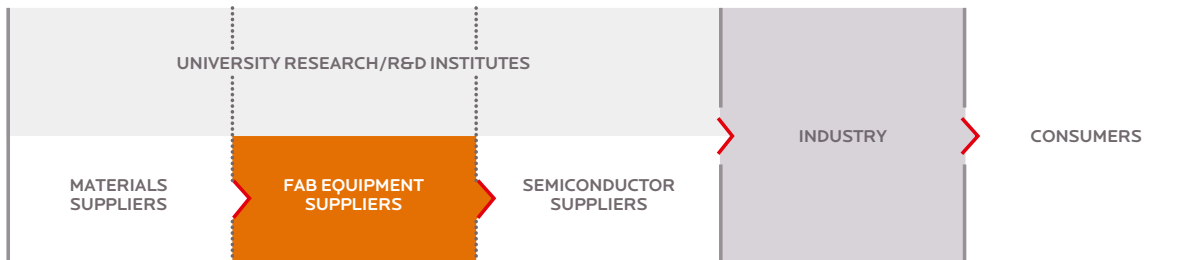 UNIVERSITY RESEARCH/R&D INSTITUTES
MATERIALS
SUPPLIERS
FAB EQUIPMENT
SUPPLIERS
SEMICONDUCTOR
SUPPLIERS
INDUSTRY
CONSUMERS